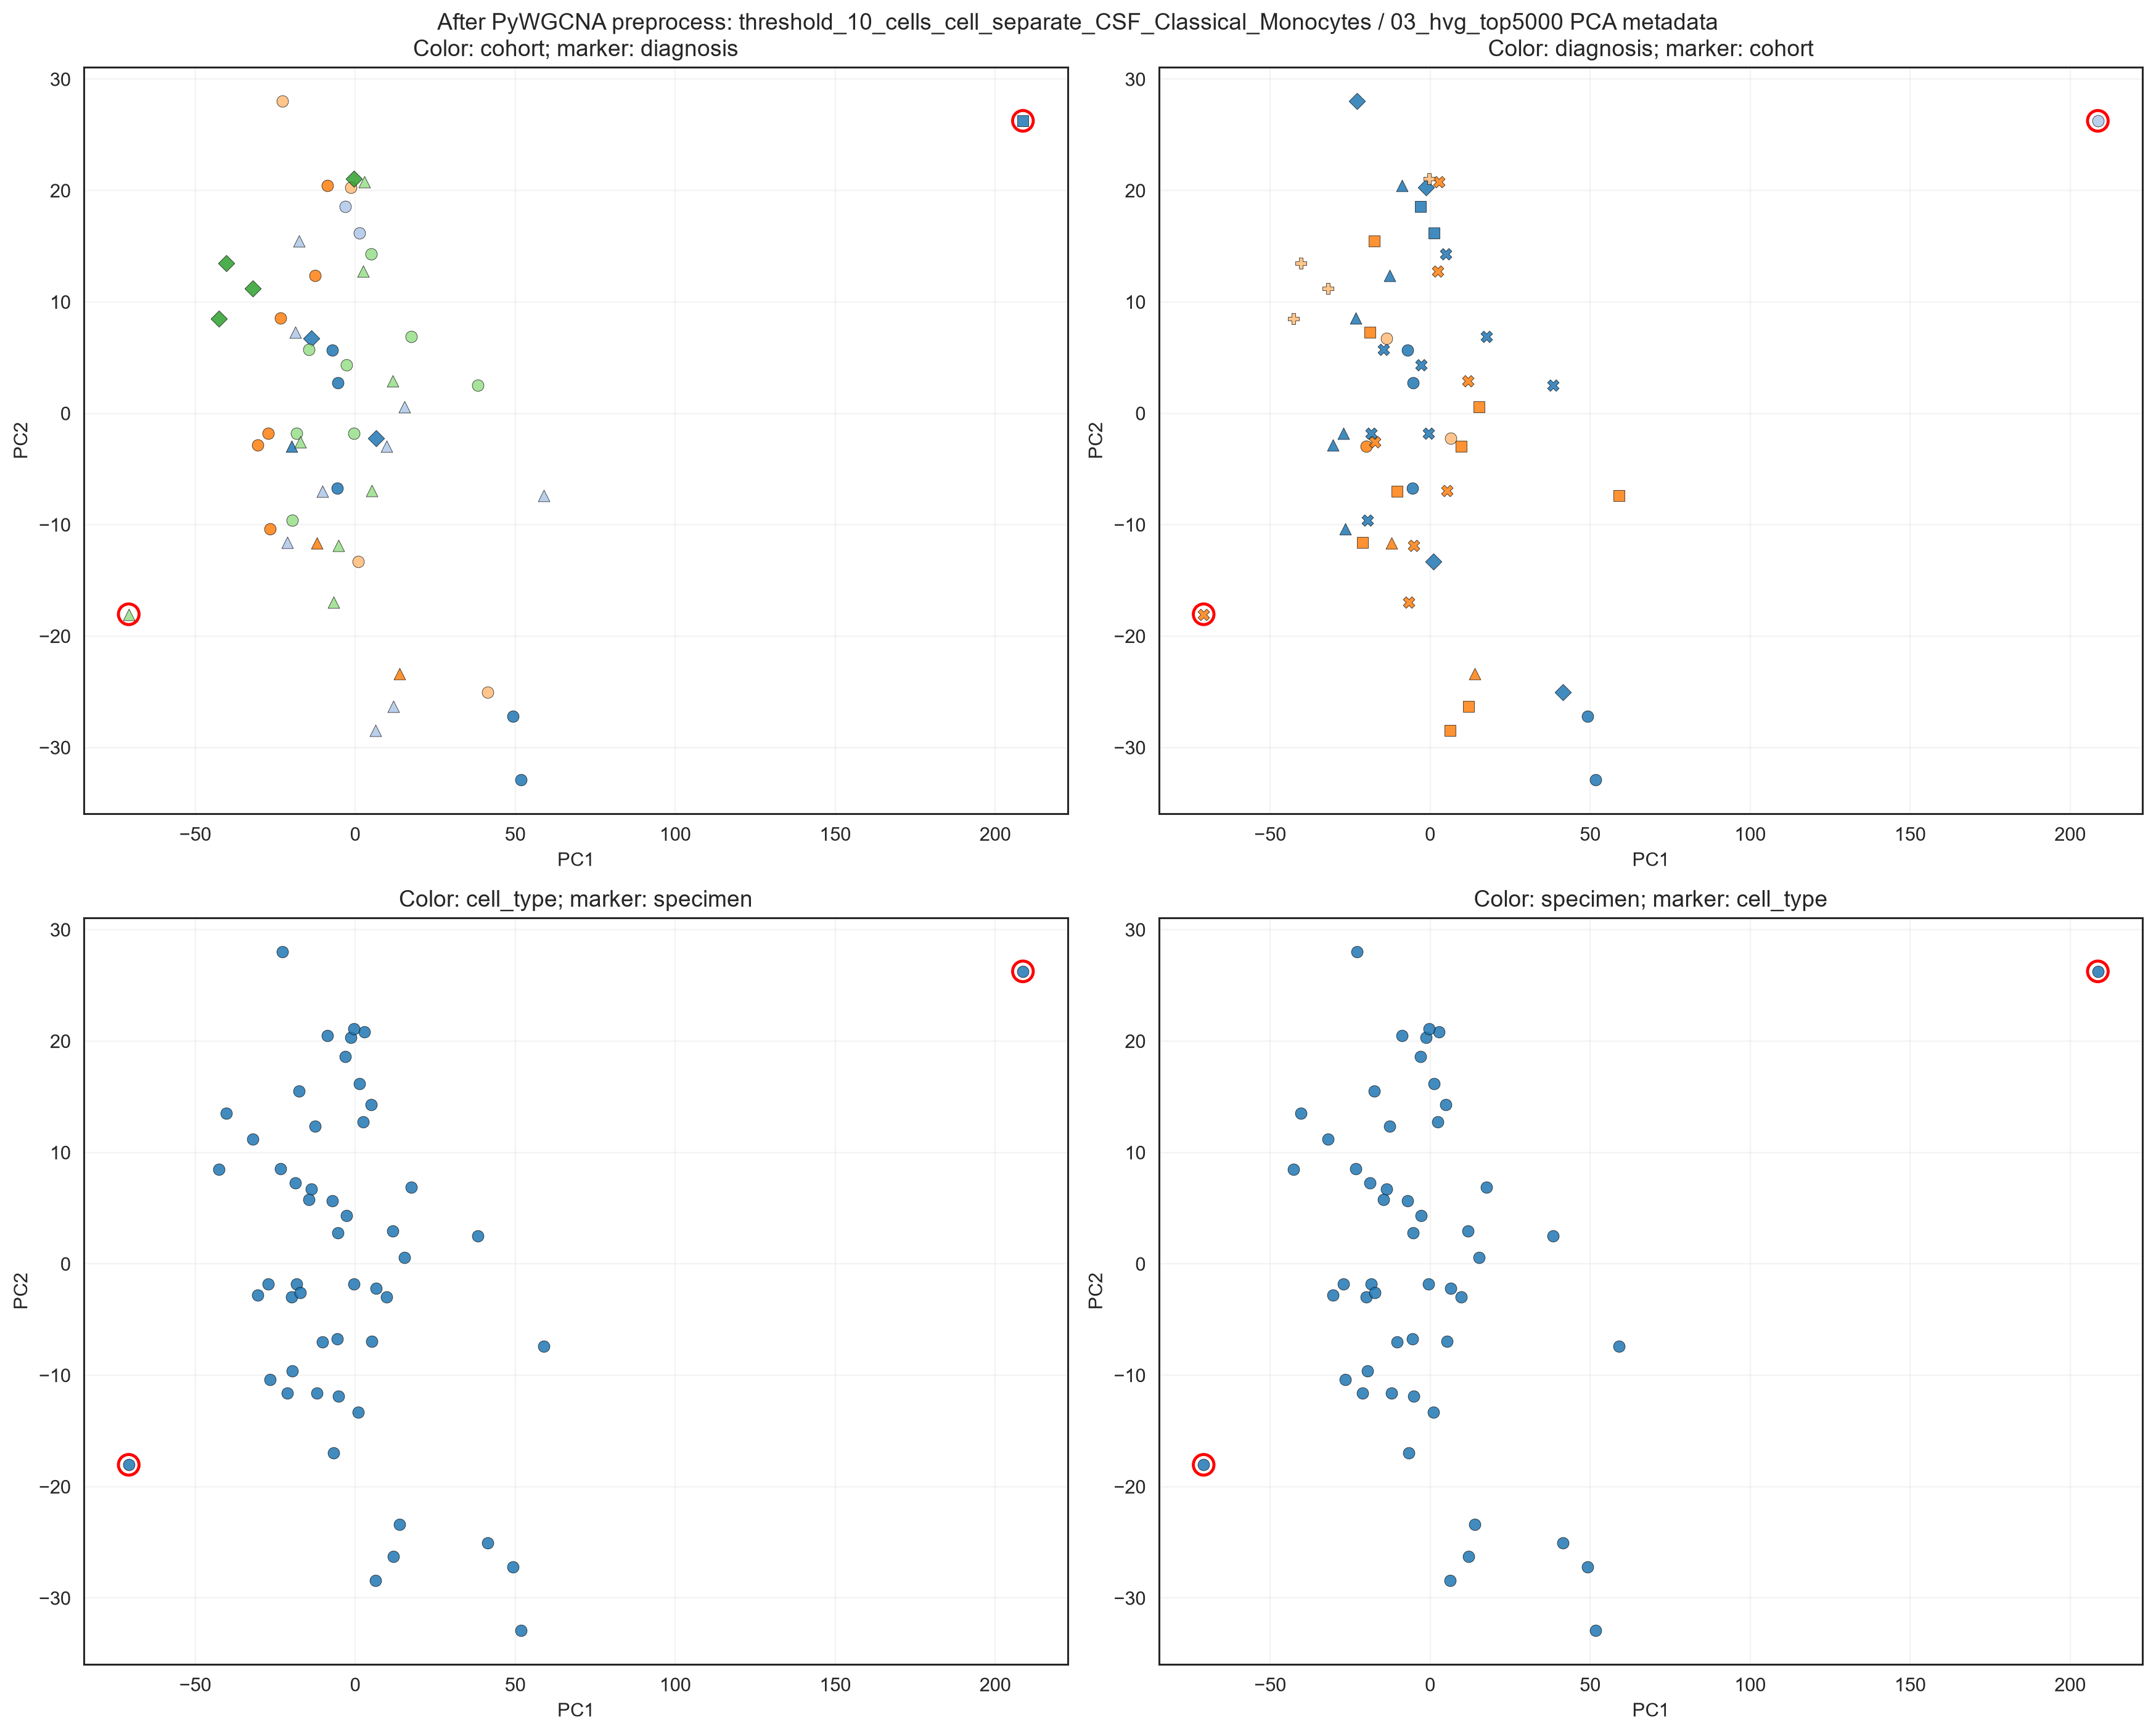 After PyWGCNA preprocess: threshold_10_cells_cell_separate_CSF_Classical_Monocytes / 03_hvg_top5000 PCA metadata
Color: cohort; marker: diagnosis
30
20
10
0
−10
−20
−30
PC2
−50 0 50 100 150 200
PC1
Color: diagnosis; marker: cohort
30
20
10
0
−10
−20
−30
PC2
−50 0 50 100 150 200
PC1
Color: cell_type; marker: specimen
30
20
10
0
−10
−20
−30
PC2
−50 0 50 100 150 200
PC1
Color: specimen; marker: cell_type
30
20
10
0
−10
−20
−30
PC2
−50 0 50 100 150 200
PC1